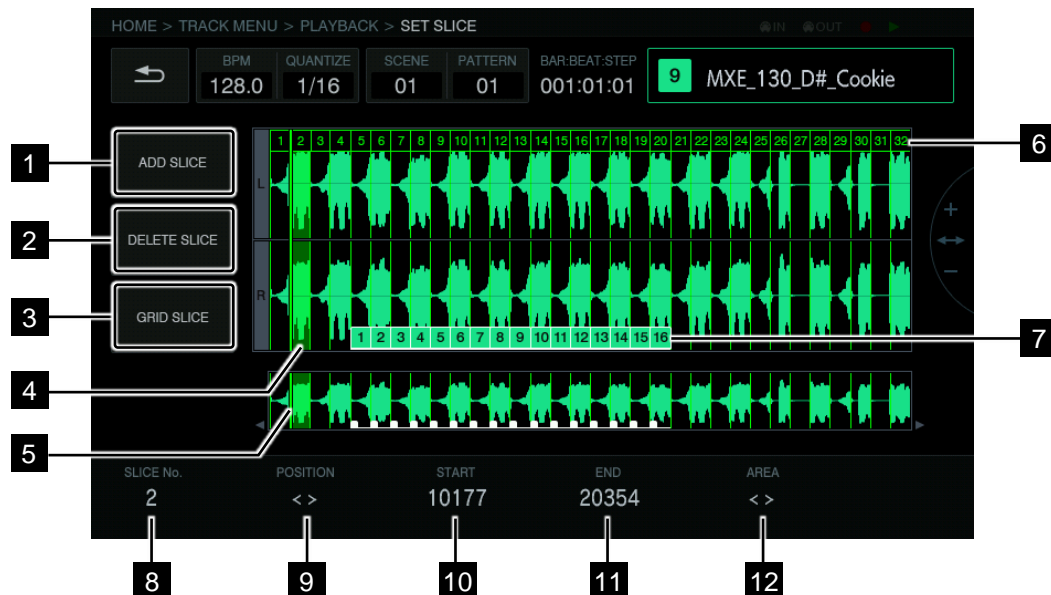 HOME > TRACK MENU > PLAYBACK > SET SLICE
IN OUT
BPM QUANTIZE SCENE PATTERN BAR:BEAT:STEP
128.0 1/16 01 01 001:01:01
9 MXE_130_D#_Cookie
1 2 3 4 5 6 7 8 9 10 11 12 13 14 15 16 17 18 19 20 21 22 23 24 25 26 27 28 29 30 31 32
6
1 ADD SLICE
L
+
2 DELETE SLICE
−
3 GRID SLICE
R
1 2 3 4 5 6 7 8 9 10 11 12 13 14 15 16
7
4
5
SLICE No. POSITION START END AREA
2 < > 10177 20354 < >
8 9 10 11 12